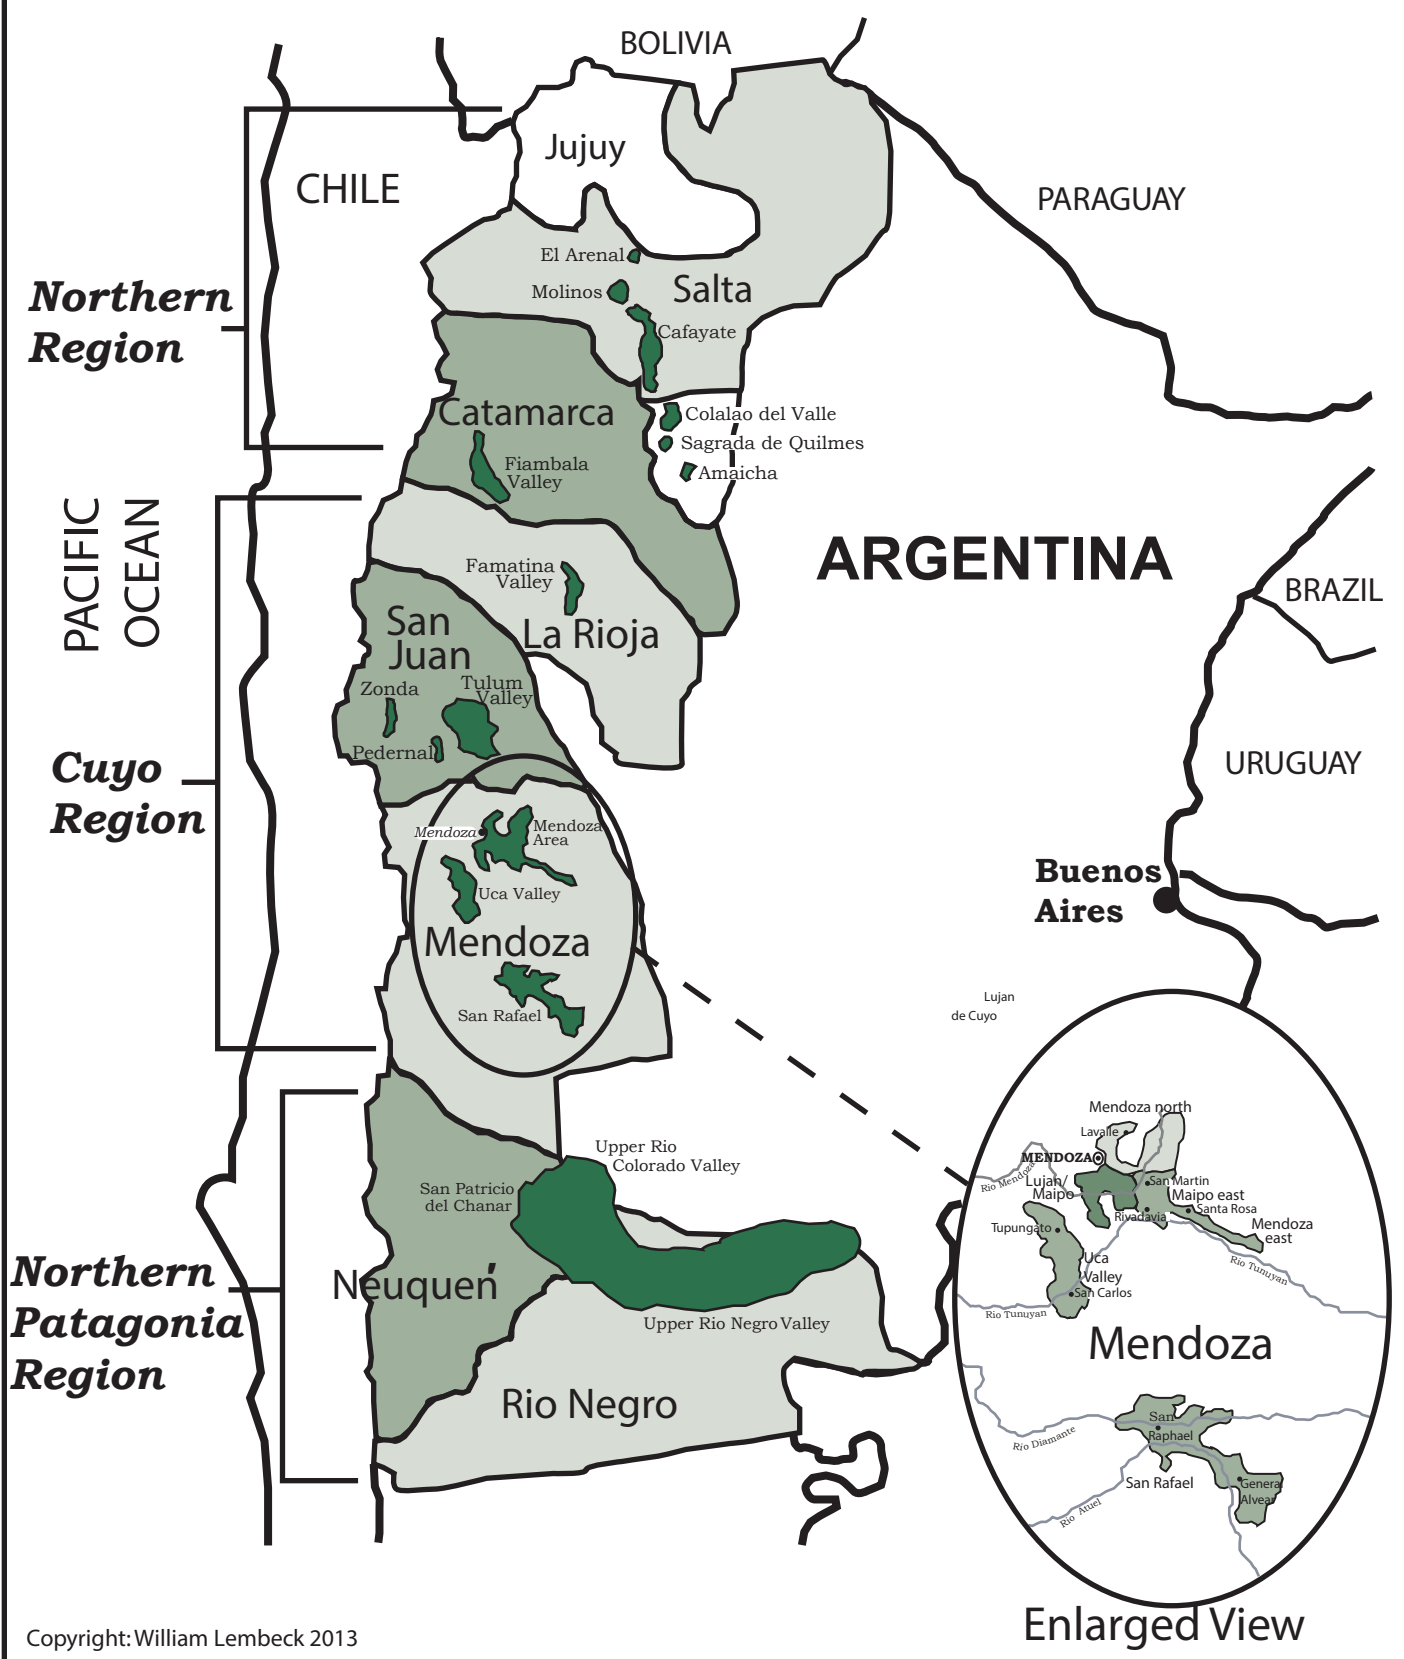 BOLIVIA
Jujuy
CHILE
PARAGUAY
El Arenal
Molinos
Salta
Northern
Region
Cafayate
Catamarca
Colalao del Valle
Sagrada de Quilmes
Fiambala
Valley
Amaicha
PACIFIC
OCEAN
ARGENTINA
Famatina
Valley
BRAZIL
San
Juan
La Rioja
Zonda
Tulum
Valley
Pedernal
Cuyo
Region
URUGUAY
Mendoza
Mendoza
Area
Uca Valley
Buenos
Aires
Mendoza
San Rafael
Lujan
de Cuyo
Mendoza north
Lavalle
MENDOZA
Rio Mendoza
Lujan/
Maipo
San Martin
Maipo east
Santa Rosa
Rivadavia
Mendoza
east
Tupungato
Uca
Valley
San Carlos
Rio Tunuyan
Rio Tunuyan
Mendoza
San
Raphael
Rio Diamante
San Rafael
General
Alvear
Rio Atuel
Enlarged View
Upper Rio
Colorado Valley
San Patricio
del Chanar
Northern
Patagonia
Region
Neuqueń
Upper Rio Negro Valley
Rio Negro
Copyright: William Lembeck 2013